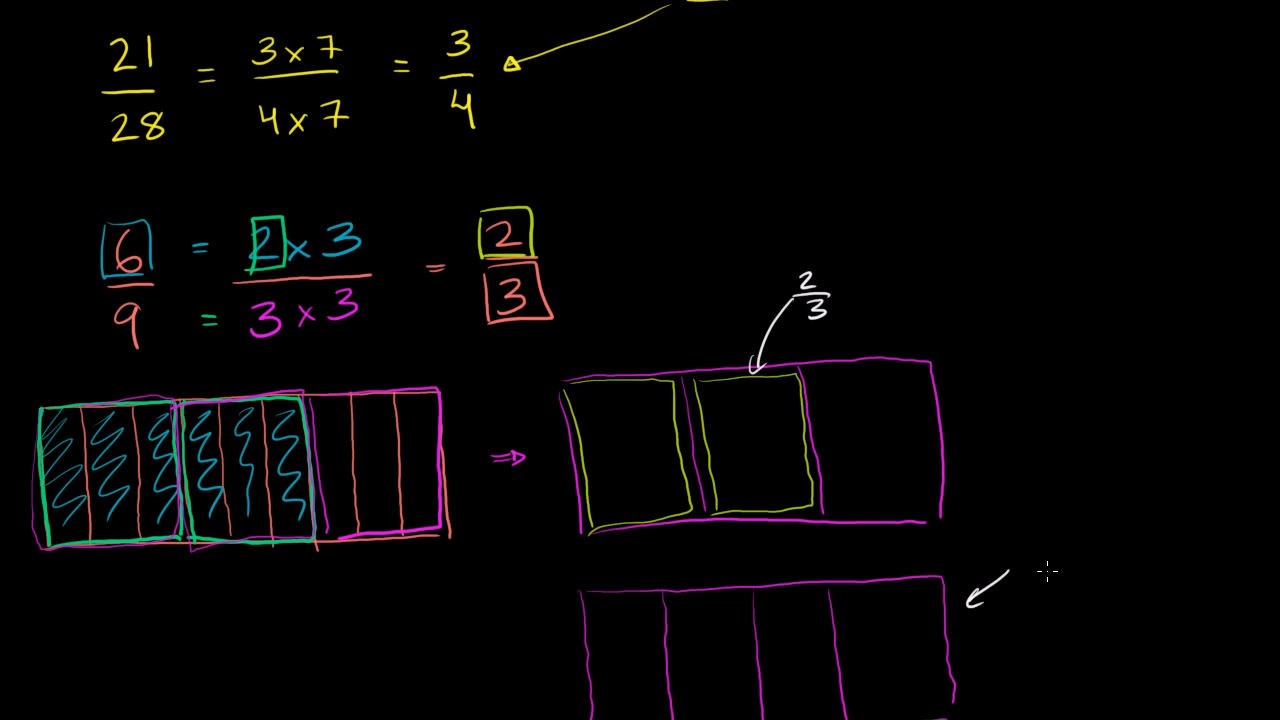 21/28 = 3 x 7/4 x 7 = 3/4
6/9 = 2 x 3/3 x 3 = 2/3
=
2/3
⇒